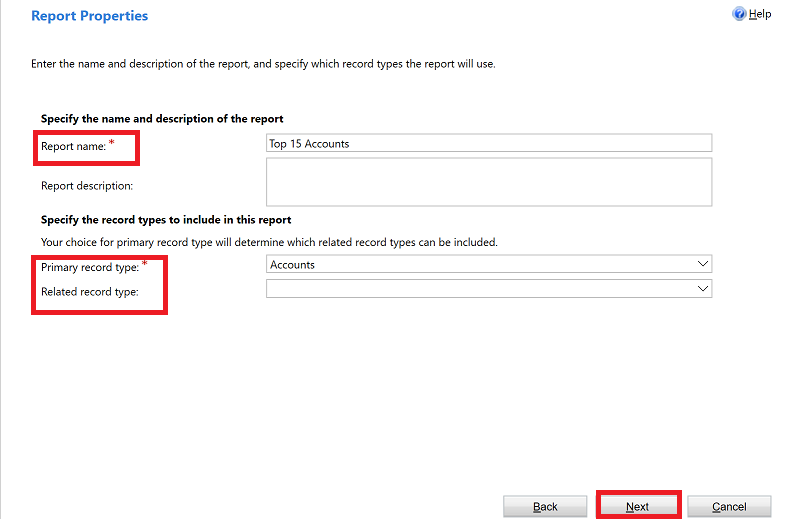 Report Properties
Help
Enter the name and description of the report, and specify which record types the report will use.
Specify the name and description of the report
Report name: *
Top 15 Accounts
Report description:
Specify the record types to include in this report
Your choice for primary record type will determine which related record types can be included.
Primary record type: *
Accounts
Related record type:
Back
Next
Cancel